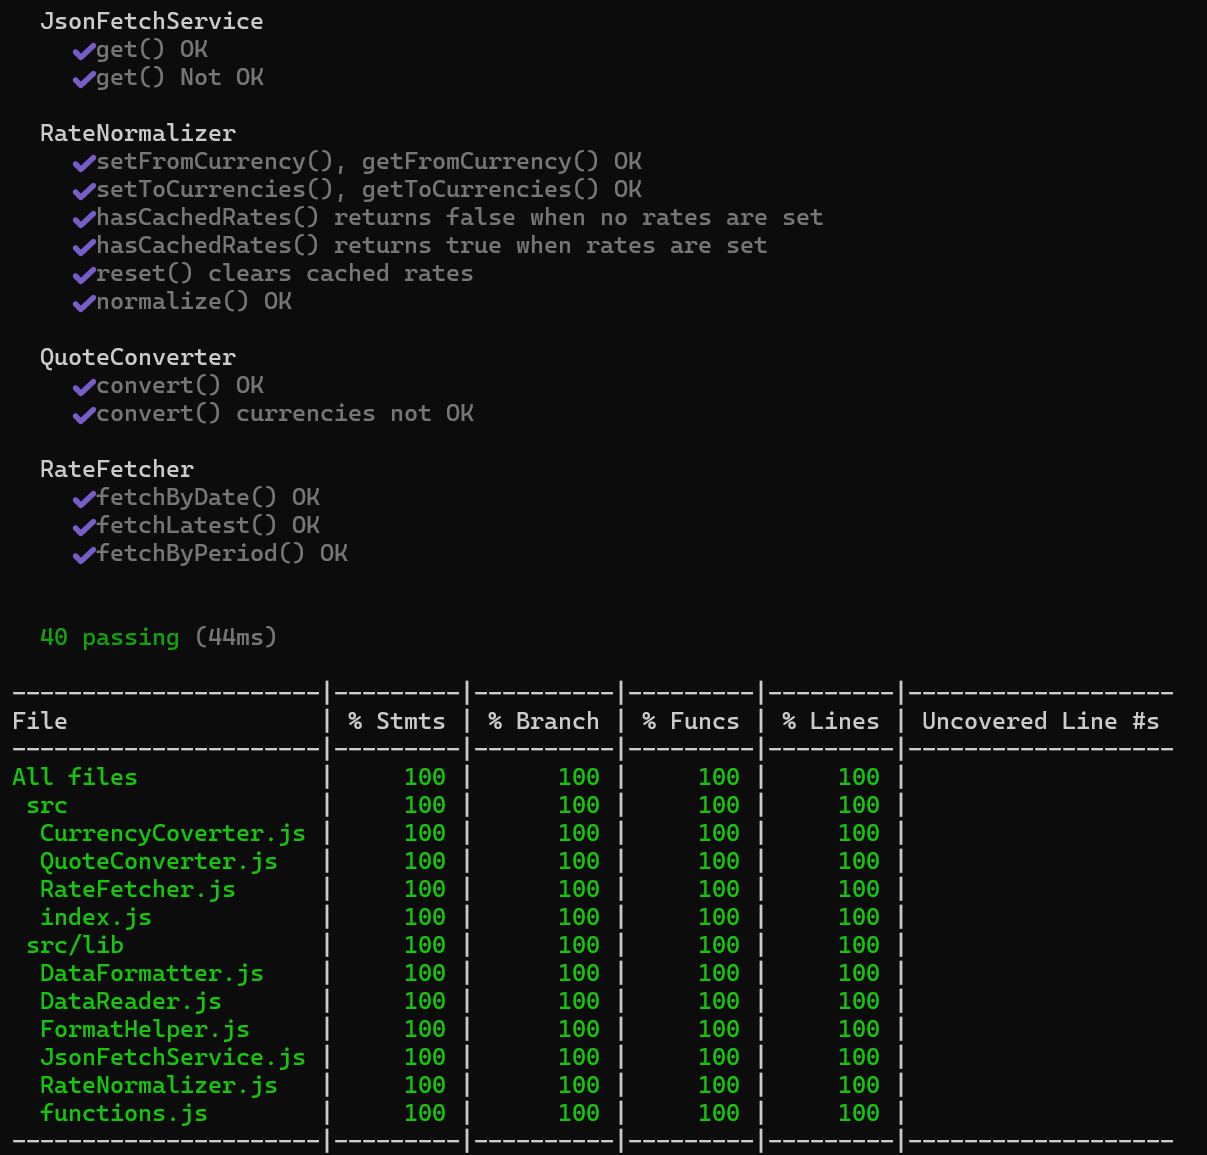 JsonFetchService
✔get() OK
✔get() Not OK
RateNormalizer
✔setFromCurrency(), getFromCurrency() OK
✔setToCurrencies(), getToCurrencies() OK
✔hasCachedRates() returns false when no rates are set
✔hasCachedRates() returns true when rates are set
✔reset() clears cached rates
✔normalize() OK
QuoteConverter
✔convert() OK
✔convert() currencies not OK
RateFetcher
✔fetchByDate() OK
✔fetchLatest() OK
✔fetchByPeriod() OK
40 passing (44ms)
----------------------|---------|----------|---------|---------|-------------------
File                  | % Stmts | % Branch | % Funcs | % Lines | Uncovered Line #s
----------------------|---------|----------|---------|---------|-------------------
All files             |     100 |      100 |     100 |     100 |
 src                  |     100 |      100 |     100 |     100 |
  CurrencyCoverter.js |     100 |      100 |     100 |     100 |
  QuoteConverter.js   |     100 |      100 |     100 |     100 |
  RateFetcher.js      |     100 |      100 |     100 |     100 |
  index.js            |     100 |      100 |     100 |     100 |
 src/lib              |     100 |      100 |     100 |     100 |
  DataFormatter.js    |     100 |      100 |     100 |     100 |
  DataReader.js       |     100 |      100 |     100 |     100 |
  FormatHelper.js     |     100 |      100 |     100 |     100 |
  JsonFetchService.js |     100 |      100 |     100 |     100 |
  RateNormalizer.js   |     100 |      100 |     100 |     100 |
  functions.js        |     100 |      100 |     100 |     100 |
----------------------|---------|----------|---------|---------|-------------------